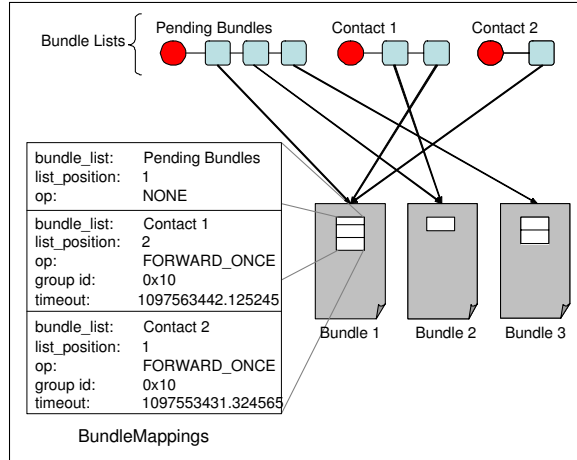 Pending Bundles Contact 1 Contact 2
Bundle Lists
bundle_list: Pending Bundles
list_position: 1
op: NONE
bundle_list: Contact 1
list_position: 2
op: FORWARD_ONCE
group id: 0x10
timeout: 1097563442.125245
bundle_list: Contact 2
list_position: 1
op: FORWARD_ONCE
group id: 0x10
timeout: 1097553431.324565
Bundle 1 Bundle 2 Bundle 3
BundleMappings